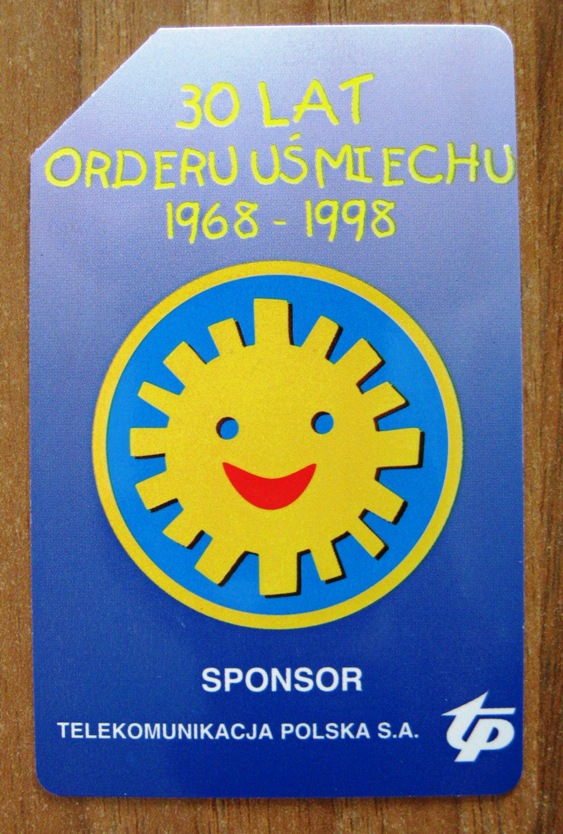 30 LAT
ORDERU UŚMIECHU
1968 - 1998
SPONSOR
TELEKOMUNIKACJA POLSKA S.A. tp